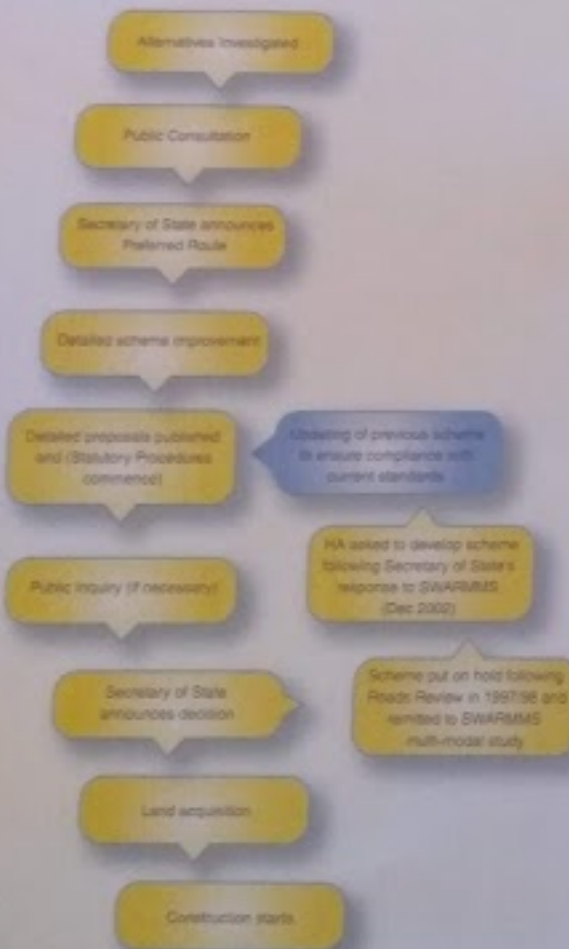 Alternatives Investigated
Public Consultation
Secretary of State announces
Preferred Route
Detailed scheme improvement
Detailed proposals published
and (Statutory Procedures
commence)
Updating of previous scheme
to ensure compliance with
current standards
Public Inquiry (if necessary)
HA asked to develop scheme
following Secretary of State's
response to SWARMMS
(Dec 2002)
Secretary of State
announces decision
Scheme put on hold following
Roads Review in 1997/98 and
remitted to SWARMMS
multi-modal study
Land acquisition
Construction starts